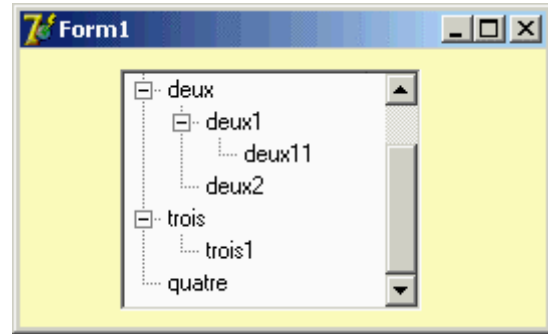 Form1
deux
deux1
deux11
deux2
trois
trois1
quatre